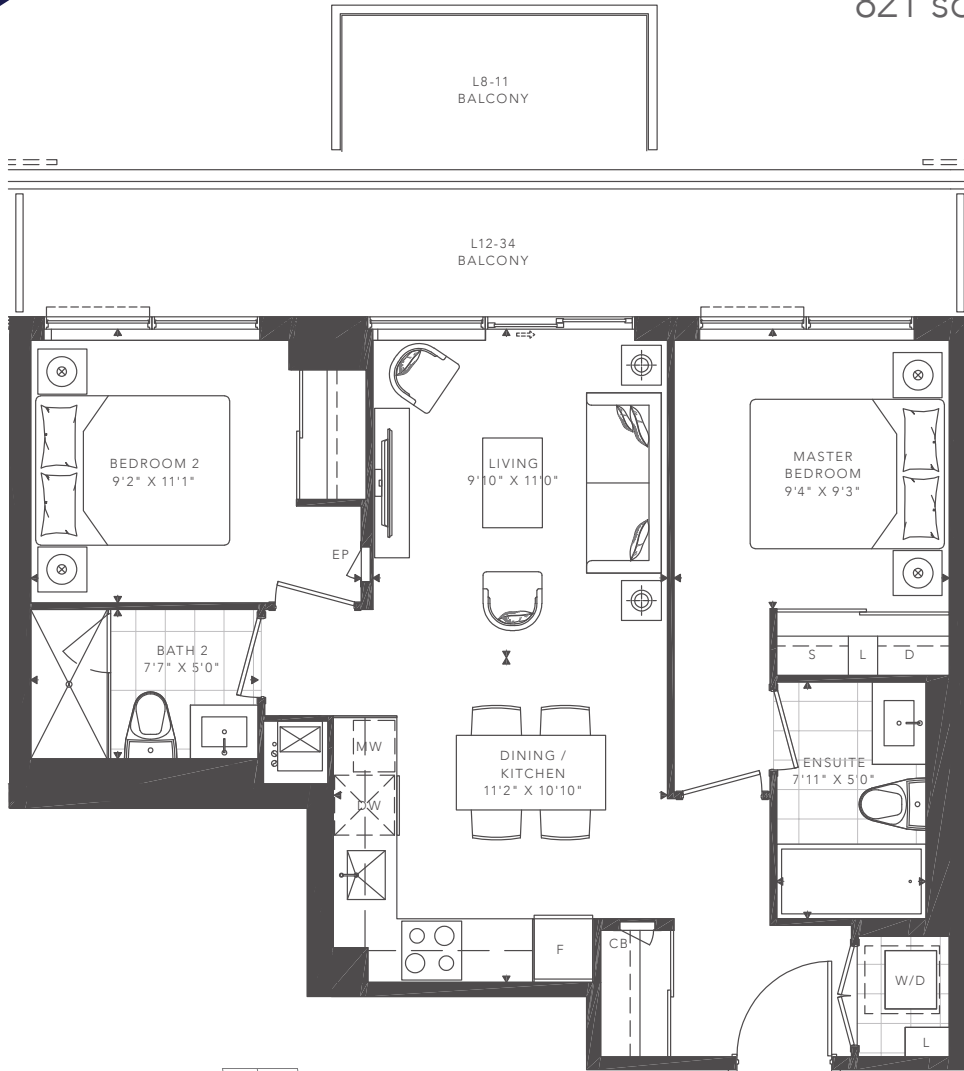 821 sq
L8-11
BALCONY
L12-34
BALCONY
BEDROOM 2
9'2" X 11'1"
LIVING
9'10" X 11'0"
MASTER
BEDROOM
9'4" X 9'3"
EP
BATH 2
7'7" X 5'0"
S
L
D
MW
DINING /
KITCHEN
11'2" X 10'10"
ENSUITE
7'11" X 5'0"
DW
F
CB
W/D
L